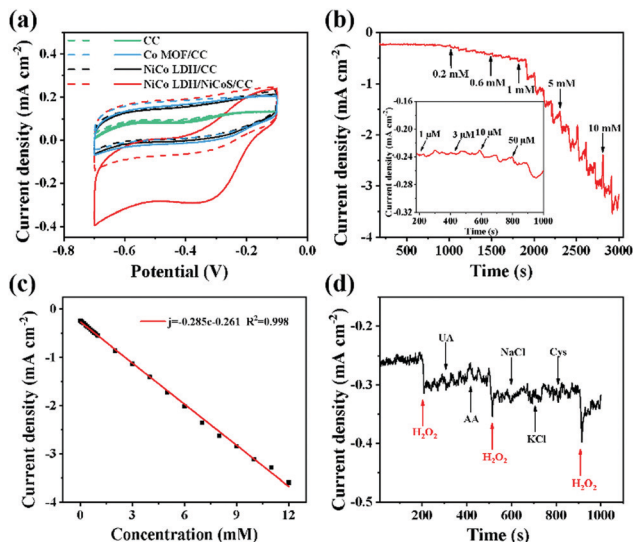 (a)
CC
Co MOF/CC
NiCo LDH/CC
NiCo LDH/NiCoS/CC
Current density (mA cm⁻²)
0.4
0.2
0.0
-0.2
-0.4
-0.8
-0.6
-0.4
-0.2
0.0
Potential (V)
(b)
Current density (mA cm⁻²)
0
-1
-2
-3
-4
0.2 mM
0.6 mM
1 mM
5 mM
10 mM
Current density (mA cm⁻²)
-0.16
-0.20
-0.24
-0.28
-0.32
1 μM
3 μM
10 μM
50 μM
200
400
600
800
1000
Time (s)
500
1000
1500
2000
2500
3000
Time (s)
(c)
Current density (mA cm⁻²)
0
-1
-2
-3
-4
j=-0.285c-0.261 R²=0.998
0
3
6
9
12
Concentration (mM)
(d)
Current density (mA cm⁻²)
-0.2
-0.3
-0.4
-0.5
UA
NaCl
Cys
AA
KCl
H₂O₂
H₂O₂
H₂O₂
0
200
400
600
800
1000
Time (s)